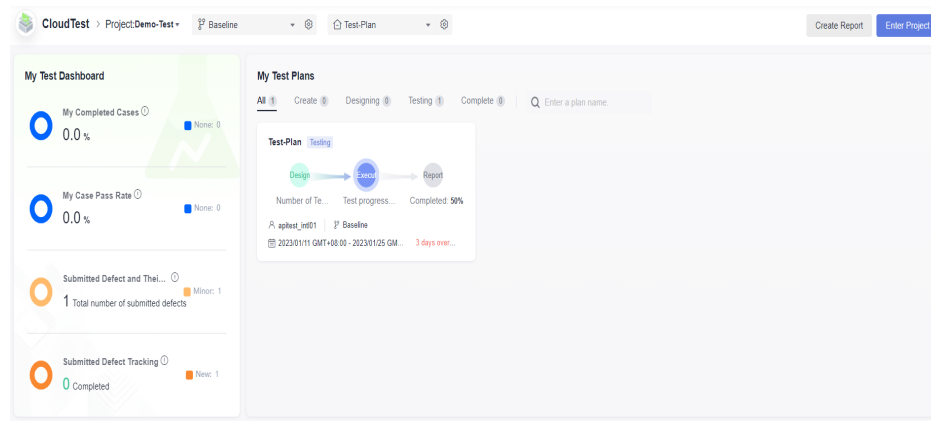 CloudTest > Project:Demo-Test Baseline Test-Plan Create Report Enter Project
My Test Dashboard
My Completed Cases
0.0 %
None: 0
My Case Pass Rate
0.0 %
None: 0
Submitted Defect and Thei...
1 Total number of submitted defects
Minor: 1
Submitted Defect Tracking
0 Completed
New: 1
My Test Plans
All 1 Create 0 Designing 0 Testing 1 Complete 0 Enter a plan name.
Test-Plan Testing
Design Execut Report
Number of Te... Test progress... Completed: 50%
apitest_intl01 Baseline
2023/01/11 GMT+08:00 - 2023/01/25 GM... 3 days over...